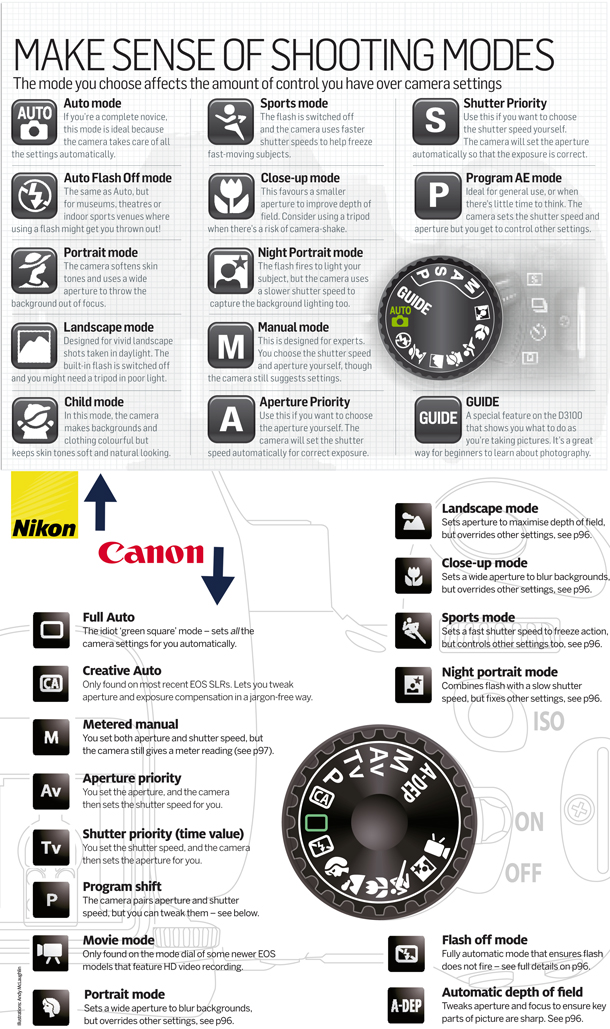 MAKE SENSE OF SHOOTING MODES
The mode you choose affects the amount of control you have over camera settings
AUTO
Auto mode
If you're a complete novice,
this mode is ideal because
the camera takes care of all
the settings automatically.
Auto Flash Off mode
The same as Auto, but
for museums, theatres or
indoor sports venues where
using a flash might get you thrown out!
Portrait mode
The camera softens skin
tones and uses a wide
aperture to throw the
background out of focus.
Landscape mode
Designed for vivid landscape
shots taken in daylight. The
built-in flash is switched off
and you might need a tripod in poor light.
Child mode
In this mode, the camera
makes backgrounds and
clothing colourful but
keeps skin tones soft and natural looking.
Sports mode
The flash is switched off
and the camera uses faster
shutter speeds to help freeze
fast-moving subjects.
Close-up mode
This favours a smaller
aperture to improve depth of
field. Consider using a tripod
when there's a risk of camera-shake.
Night Portrait mode
The flash fires to light your
subject, but the camera uses
a slower shutter speed to
capture the background lighting too.
M
Manual mode
This is designed for experts.
You choose the shutter speed
and aperture yourself, though
the camera still suggests settings.
A
Aperture Priority
Use this if you want to choose
the aperture yourself. The
camera will set the shutter
speed automatically for correct exposure.
S
Shutter Priority
Use this if you want to choose
the shutter speed yourself.
The camera will set the aperture
automatically so that the exposure is correct.
P
Program AE mode
Ideal for general use, or when
there's little time to think. The
camera sets the shutter speed and
aperture but you get to control other settings.
M A S P
GUIDE
AUTO
S
GUIDE
GUIDE
A special feature on the D3100
that shows you what to do as
you're taking pictures. It's a great
way for beginners to learn about photography.
Nikon
Canon
Full Auto
The idiot 'green square' mode – sets all the
camera settings for you automatically.
CA
Creative Auto
Only found on most recent EOS SLRs. Lets you tweak
aperture and exposure compensation in a jargon-free way.
M
Metered manual
You set both aperture and shutter speed, but
the camera still gives a meter reading (see p97).
Av
Aperture priority
You set the aperture, and the camera
then sets the shutter speed for you.
Tv
Shutter priority (time value)
You set the shutter speed, and the camera
then sets the aperture for you.
P
Program shift
The camera pairs aperture and shutter
speed, but you can tweak them – see below.
Movie mode
Only found on the mode dial of some newer EOS
models that feature HD video recording.
Portrait mode
Sets a wide aperture to blur backgrounds,
but overrides other settings, see p96.
Illustrations: Andy McLaughlin
Landscape mode
Sets aperture to maximise depth of field,
but overrides other settings, see p96.
Close-up mode
Sets a wide aperture to blur backgrounds,
but overrides other settings, see p96.
Sports mode
Sets a fast shutter speed to freeze action,
but controls other settings too, see p96.
Night portrait mode
Combines flash with a slow shutter
speed, but fixes other settings, see p96.
ISO
ON
OFF
A-DEP
M
Av
Tv
P
CA
Flash off mode
Fully automatic mode that ensures flash
does not fire – see full details on p96.
A-DEP
Automatic depth of field
Tweaks aperture and focus to ensure key
parts of picture are sharp. See p96.